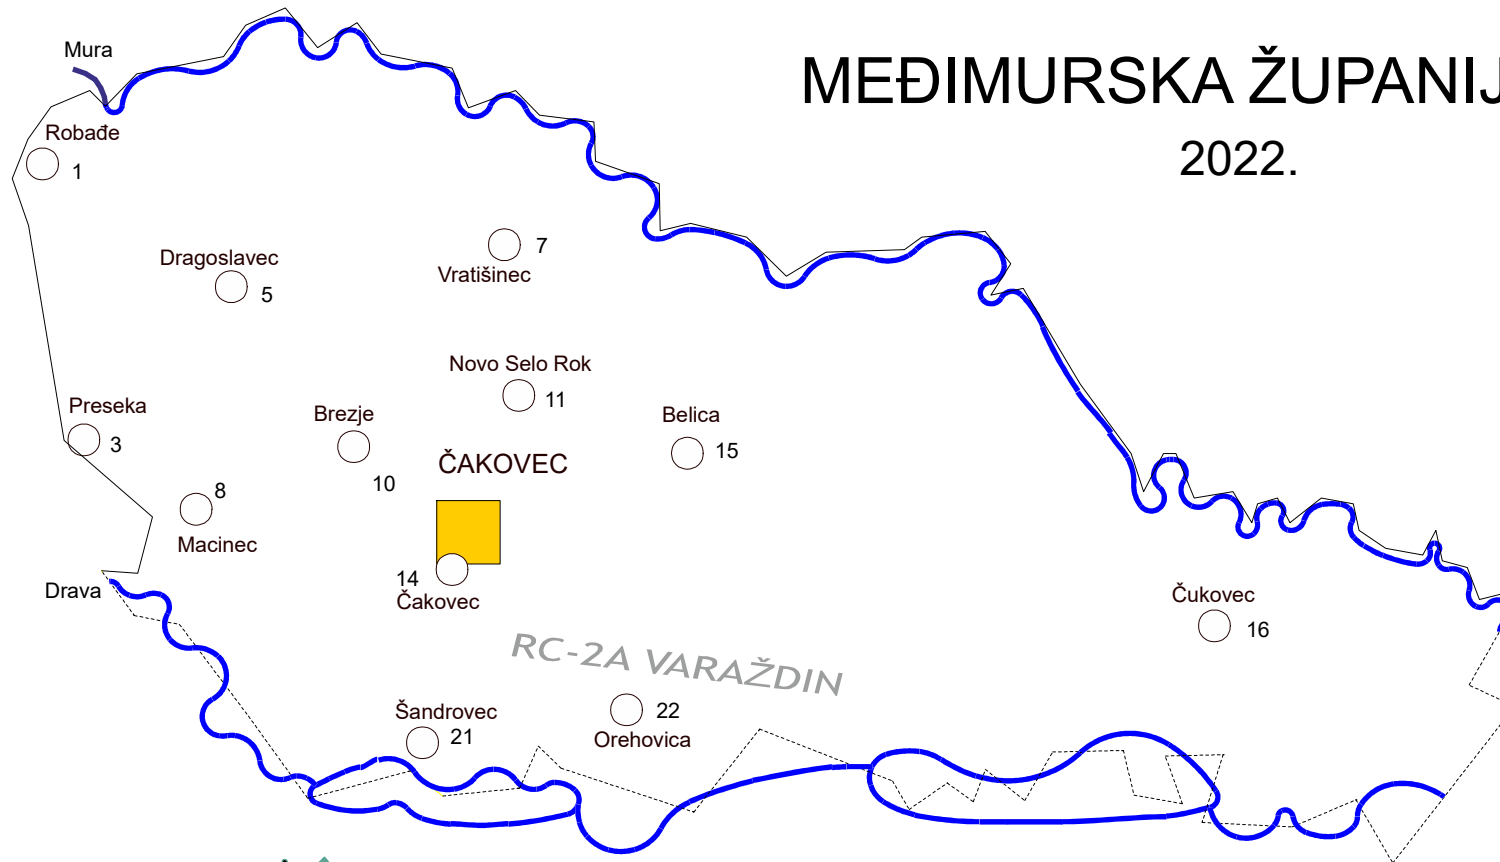 Mura
MEĐIMURSKA ŽUPANIJ
2022.
Robađe
1
7
Vratišinec
Dragoslavec
5
Novo Selo Rok
11
Preseka
3
Brezje
10
Belica
15
ČAKOVEC
8
Macinec
14
Čakovec
Drava
Čukovec
16
RC-2A VARAŽDIN
Šandrovec
21
22
Orehovica